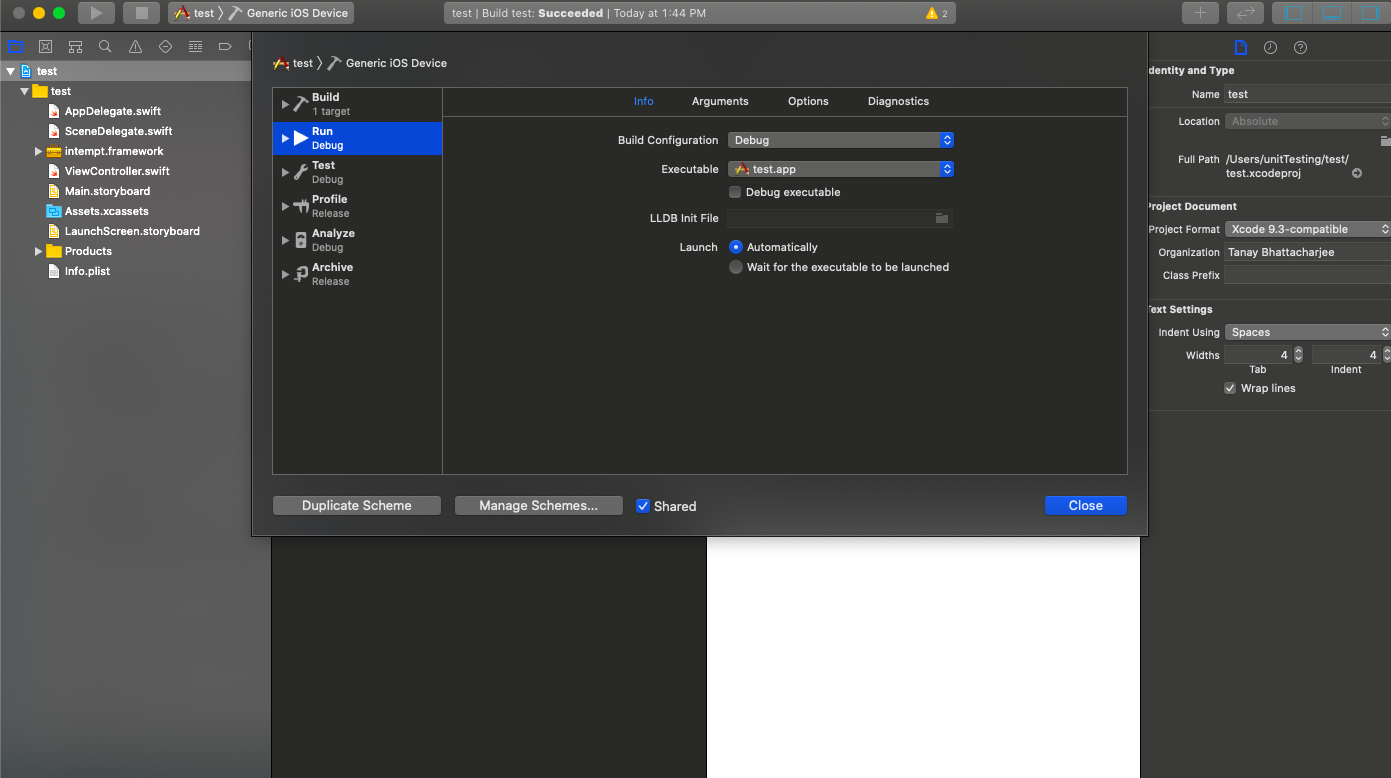 test 〉 Generic iOS Device
test | Build test: Succeeded | Today at 1:44 PM
2
test
test
AppDelegate.swift
SceneDelegate.swift
intempt.framework
ViewController.swift
Main.storyboard
Assets.xcassets
LaunchScreen.storyboard
Products
Info.plist
test 〉 Generic iOS Device
Build
1 target
Run
Debug
Test
Debug
Profile
Release
Analyze
Debug
Archive
Release
Info Arguments Options Diagnostics
Build Configuration Debug
Executable test.app
Debug executable
LLDB Init File
Launch Automatically
Wait for the executable to be launched
Duplicate Scheme Manage Schemes... Shared Close
dentity and Type
Name test
Location Absolute
Full Path /Users/unitTesting/test/
test.xcodeproj
Project Document
Project Format Xcode 9.3-compatible
Organization Tanay Bhattacharjee
Class Prefix
Text Settings
Indent Using Spaces
Widths 4 4
Tab Indent
Wrap lines